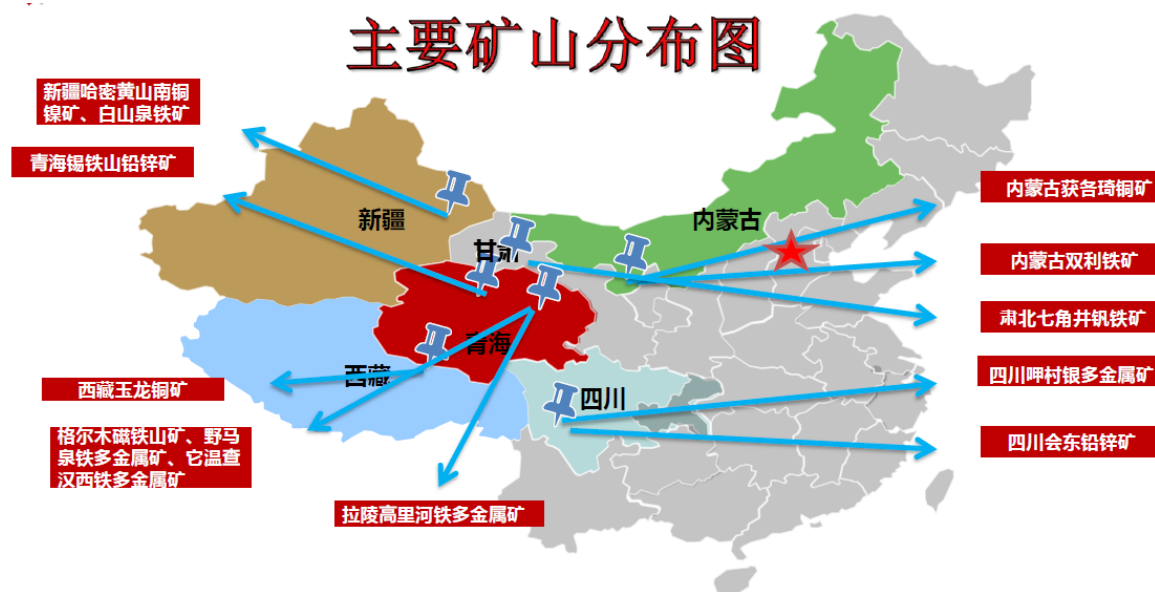 主要矿山分布图
新疆哈密黄山南铜
镍矿、白山泉铁矿
青海锡铁山铅锌矿
内蒙古获各琦铜矿
新疆
内蒙古
甘肃
内蒙古双利铁矿
肃北七角井钒铁矿
青海
西藏
四川呷村银多金属矿
西藏玉龙铜矿
四川
格尔木磁铁山矿、野马
泉铁多金属矿、它温查
汉西铁多金属矿
四川会东铅锌矿
拉陵高里河铁多金属矿